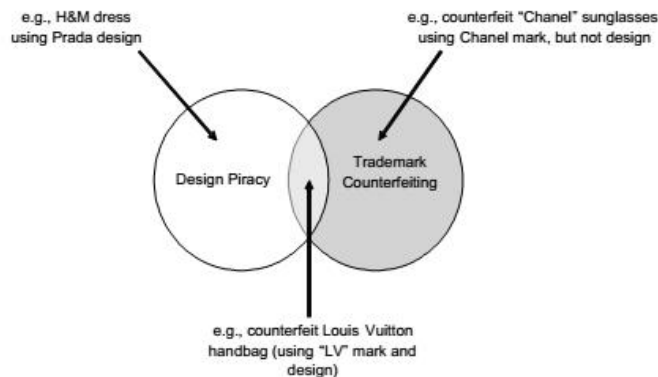 e.g., H&M dress
using Prada design
e.g., counterfeit “Chanel” sunglasses
using Chanel mark, but not design
Design Piracy
Trademark
Counterfeiting
e.g., counterfeit Louis Vuitton
handbag (using “LV” mark and
design)